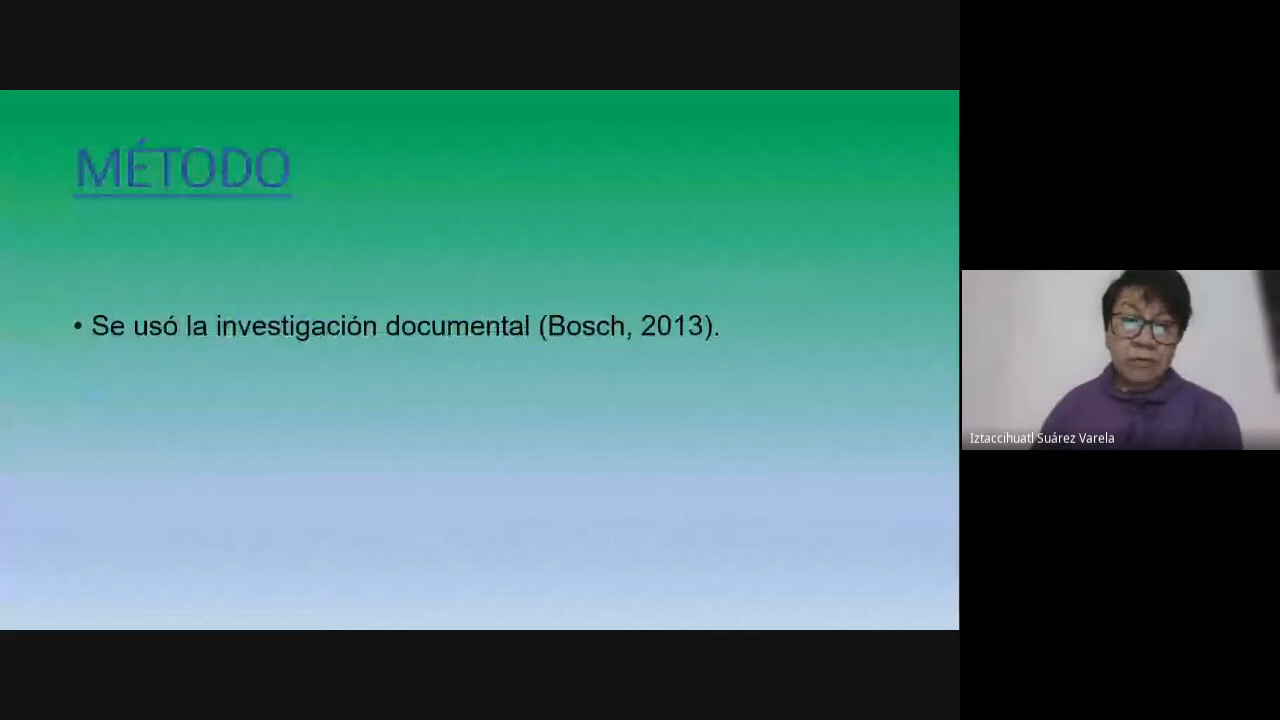 MÉTODO
• Se usó la investigación documental (Bosch, 2013).
Iztaccihuatl Suárez Varela